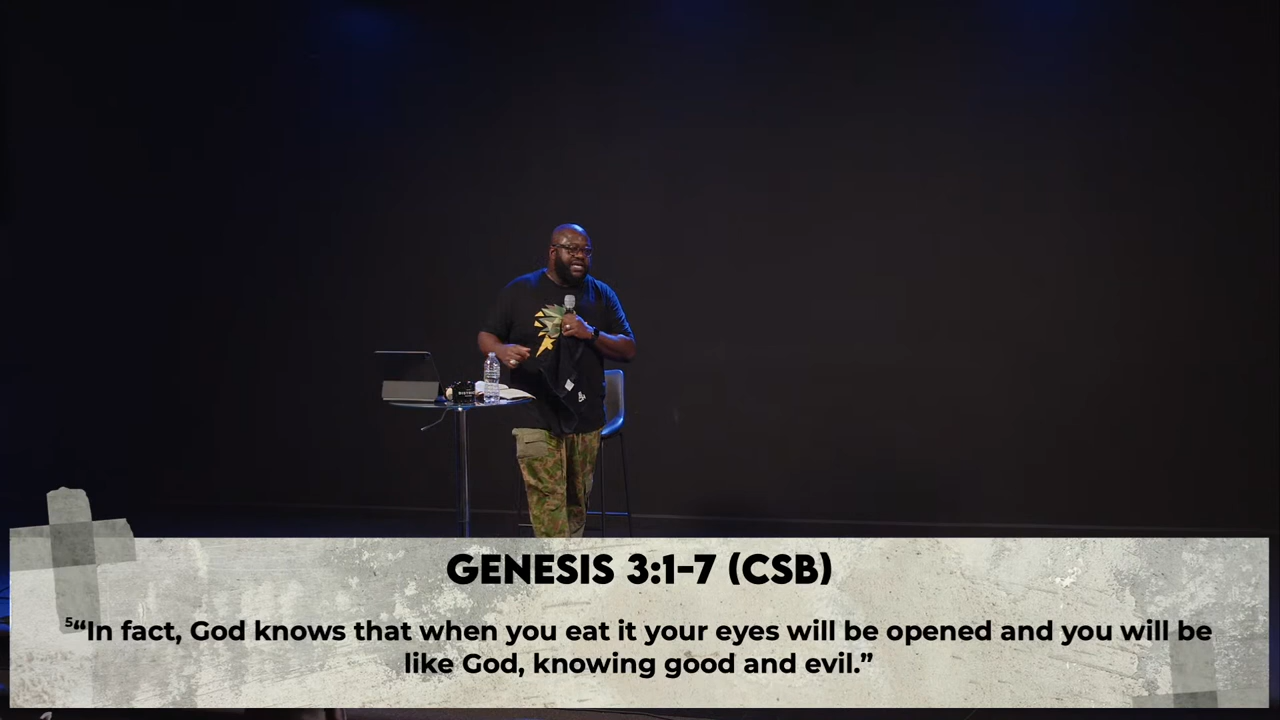 GENESIS 3:1-7 (CSB)
5“In fact, God knows that when you eat it your eyes will be opened and you will be
like God, knowing good and evil.”